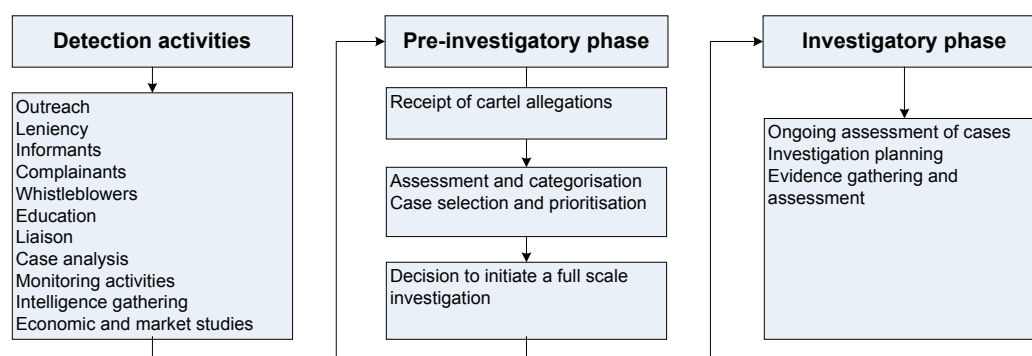 Detection activities
Outreach
Leniency
Informants
Complainants
Whistleblowers
Education
Liaison
Case analysis
Monitoring activities
Intelligence gathering
Economic and market studies
Pre-investigatory phase
Receipt of cartel allegations
Assessment and categorisation
Case selection and prioritisation
Decision to initiate a full scale
investigation
Investigatory phase
Ongoing assessment of cases
Investigation planning
Evidence gathering and
assessment